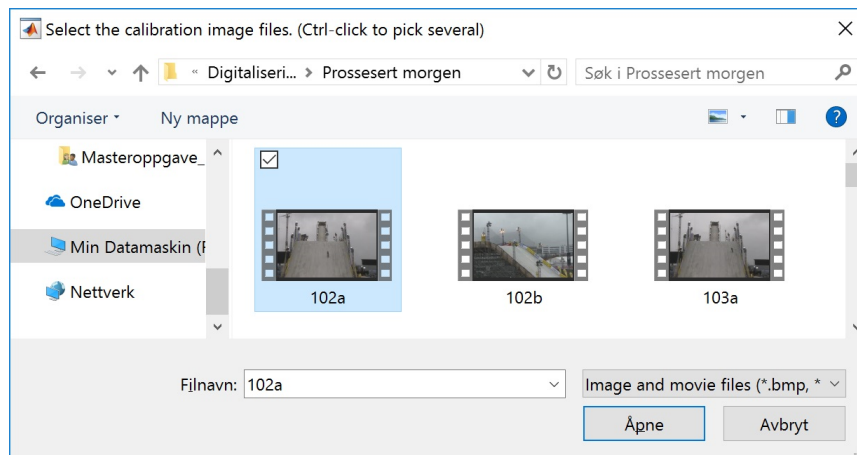 Select the calibration image files. (Ctrl-click to pick several)
« Digitaliseri... > Prossesert morgen
Søk i Prossesert morgen
Organiser
Ny mappe
Masteroppgave_
OneDrive
Min Datamaskin (
Nettverk
102a
102b
103a
Filnavn: 102a
Image and movie files (*.bmp, *
Åpne
Avbryt